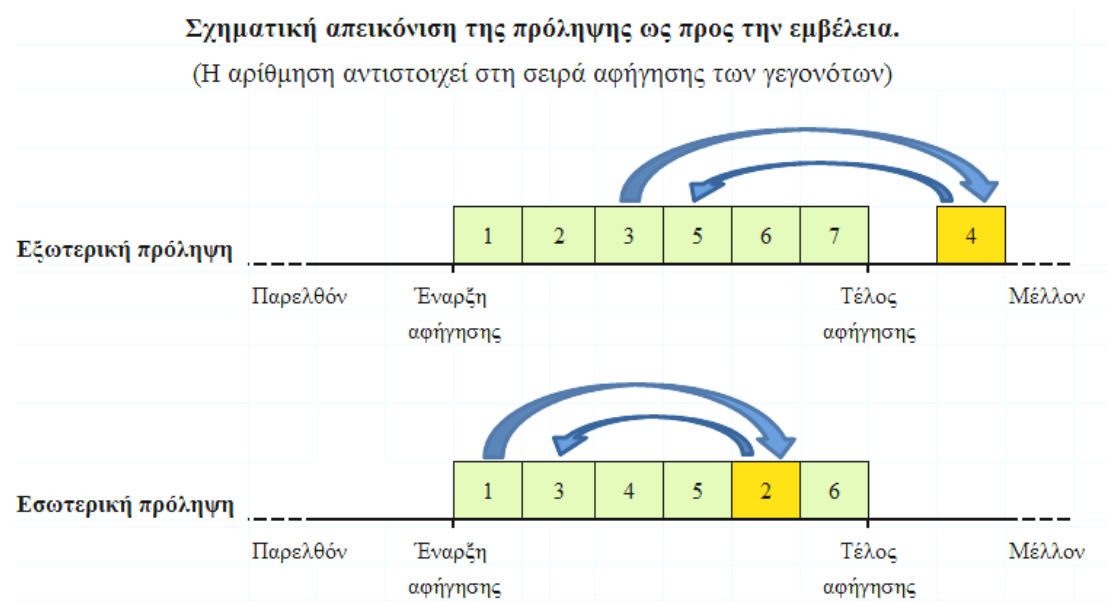 Σχηματική απεικόνιση της πρόληψης ως προς την εμβέλεια.
(Η αρίθμηση αντιστοιχεί στη σειρά αφήγησης των γεγονότων)
Εξωτερική πρόληψη
1 2 3 5 6 7 4
Παρελθόν Έναρξη αφήγησης Τέλος αφήγησης Μέλλον
Εσωτερική πρόληψη
1 3 4 5 2 6
Παρελθόν Έναρξη αφήγησης Τέλος αφήγησης Μέλλον